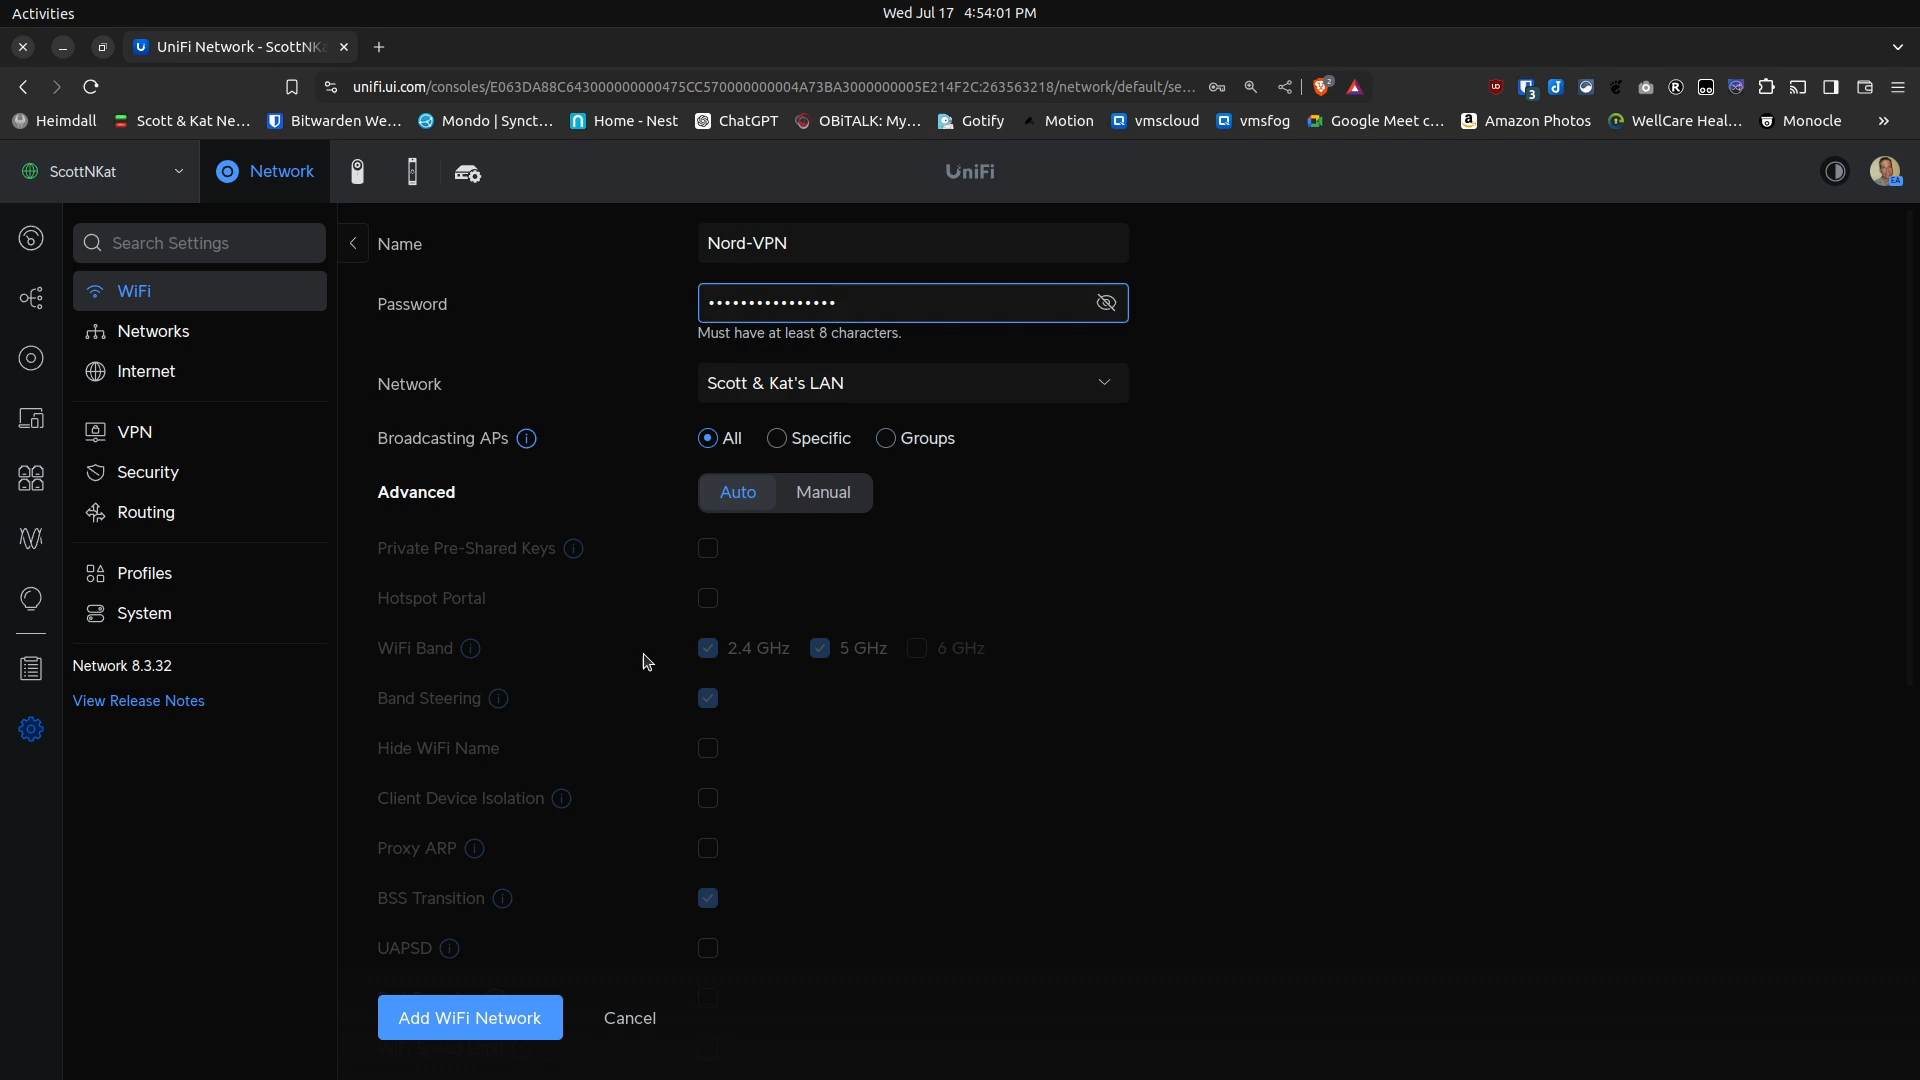 Activities
Wed Jul 17 4:54:01 PM
UniFi Network - ScottNKa
unifi.ui.com/consoles/E063DA88C643000000000475CC570000000004A73BA3000000005E214F2C:263563218/network/default/se...
2
3
Heimdall
Scott & Kat Ne...
Bitwarden We...
Mondo | Synct...
Home - Nest
ChatGPT
OBiTALK: My...
Gotify
Motion
vmscloud
vmsfog
Google Meet c...
Amazon Photos
WellCare Heal...
Monocle
ScottNKat
Network
UniFi
EA
Search Settings
WiFi
Networks
Internet
VPN
Security
Routing
Profiles
System
Network 8.3.32
View Release Notes
Name
Nord-VPN
Password
••••••••••••••••
Must have at least 8 characters.
Network
Scott & Kat's LAN
Broadcasting APs
All
Specific
Groups
Advanced
Auto
Manual
Private Pre-Shared Keys
Hotspot Portal
WiFi Band
2.4 GHz
5 GHz
6 GHz
Band Steering
Hide WiFi Name
Client Device Isolation
Proxy ARP
BSS Transition
UAPSD
Add WiFi Network
Cancel